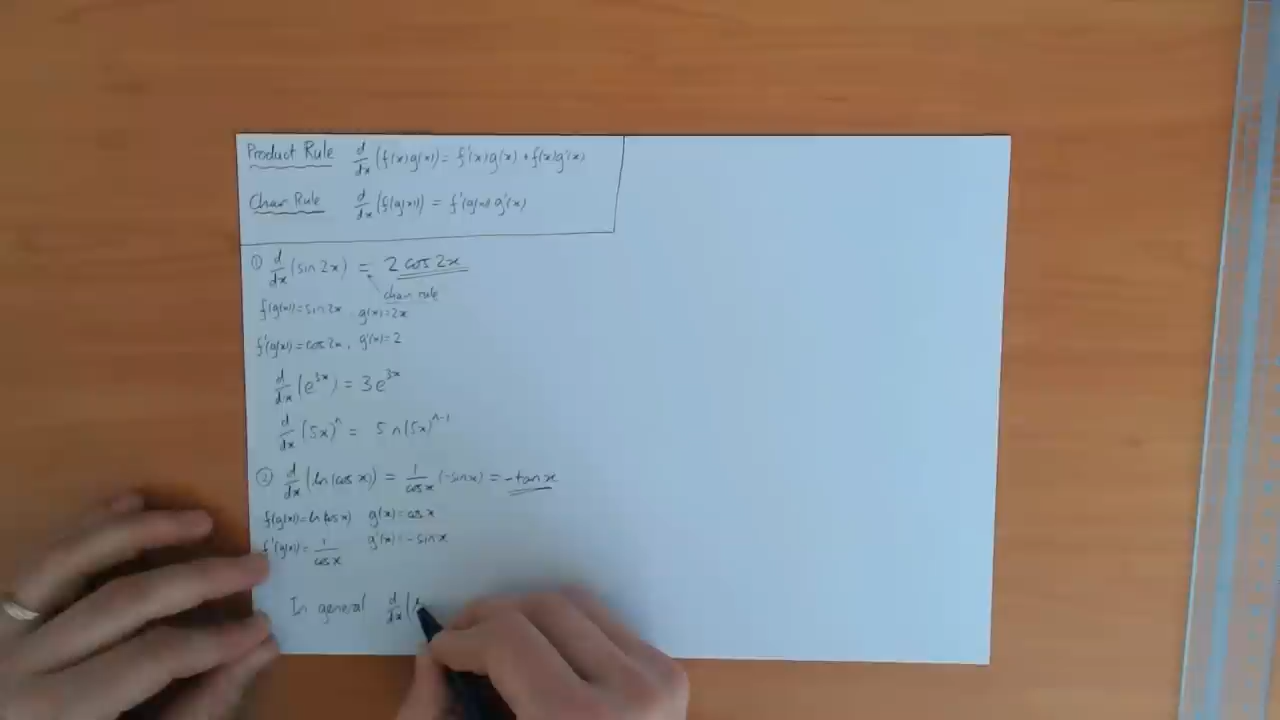 Product Rule d/dx (f(x)g(x)) = f'(x)g(x) + f(x)g'(x)
Chain Rule d/dx (f(g(x))) = f'(g(x)) g'(x)
① d/dx (sin 2x) = 2 cos 2x
chain rule
f(g(x)) = sin 2x , g(x) = 2x
f'(g(x)) = cos 2x , g'(x) = 2
d/dx (e^{3x}) = 3e^{3x}
d/dx (5x)^n = 5n(5x)^{n-1}
② d/dx (ln(cos x)) = 1/cos x (-sin x) = -tan x
f(g(x)) = ln(cos x) g(x) = cos x
f'(g(x)) = 1/cos x g'(x) = -sin x
In general d/dx (